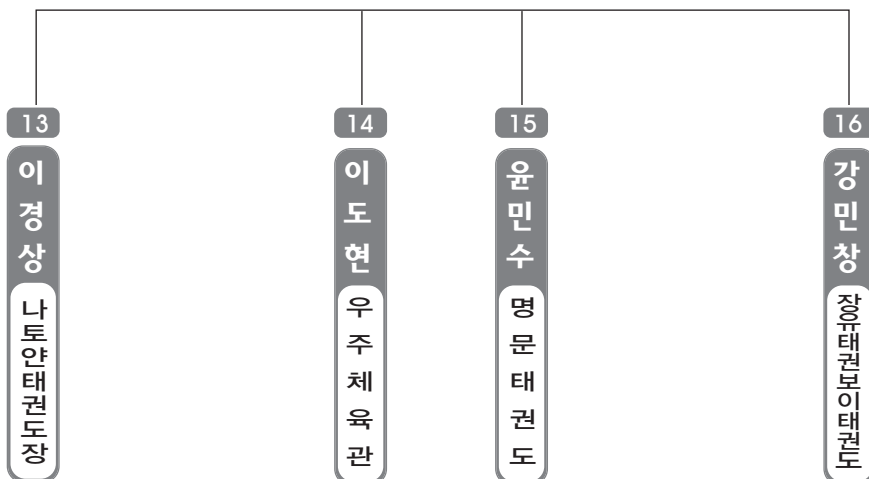 13
이경상
나토얀태권도장
14
이도현
우주체육관
15
윤민수
명문태권도
16
강민창
장유태권보이태권도